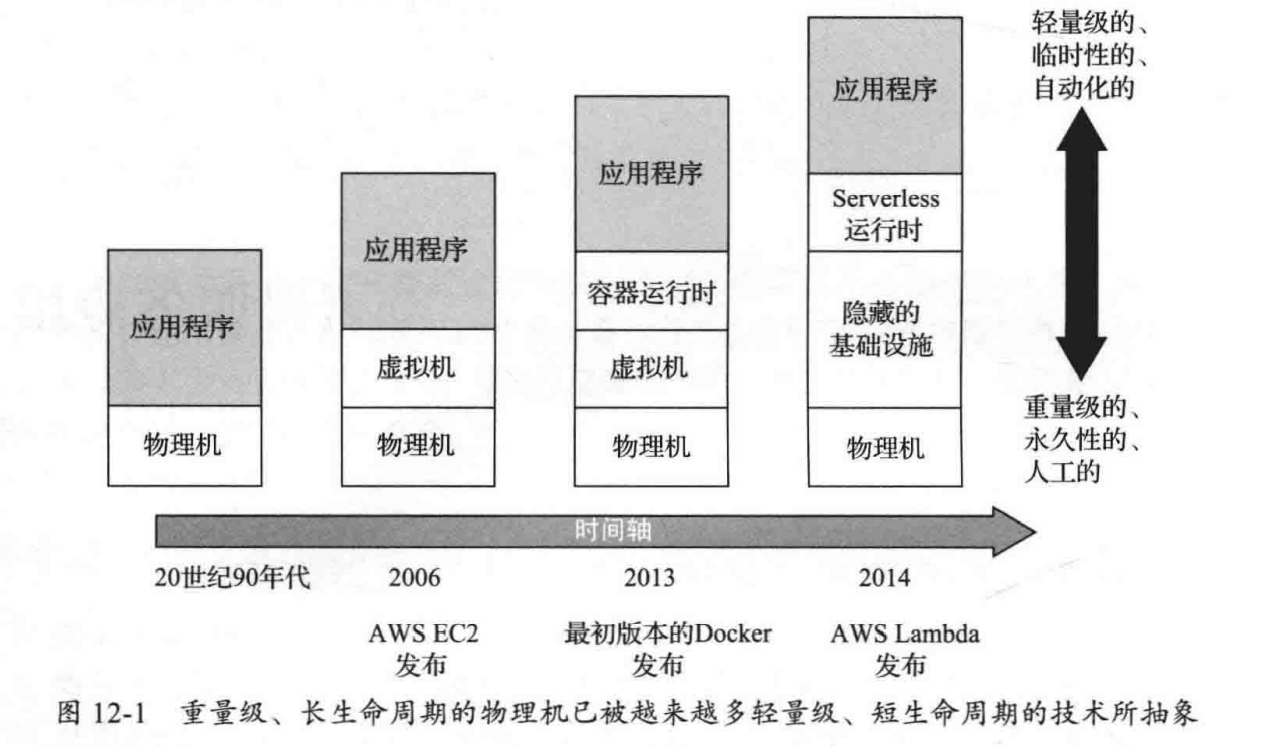 轻量级的、
临时性的、
自动化的
应用程序
Serverless
运行时
隐藏的
基础设施
物理机
应用程序
容器运行时
虚拟机
物理机
应用程序
虚拟机
物理机
应用程序
物理机
重量级的、
永久性的、
人工的
时间轴
20世纪90年代
2006
2013
2014
AWS EC2
发布
最初版本的Docker
发布
AWS Lambda
发布
图 12-1 重量级、长生命周期的物理机已被越来越多轻量级、短生命周期的技术所抽象